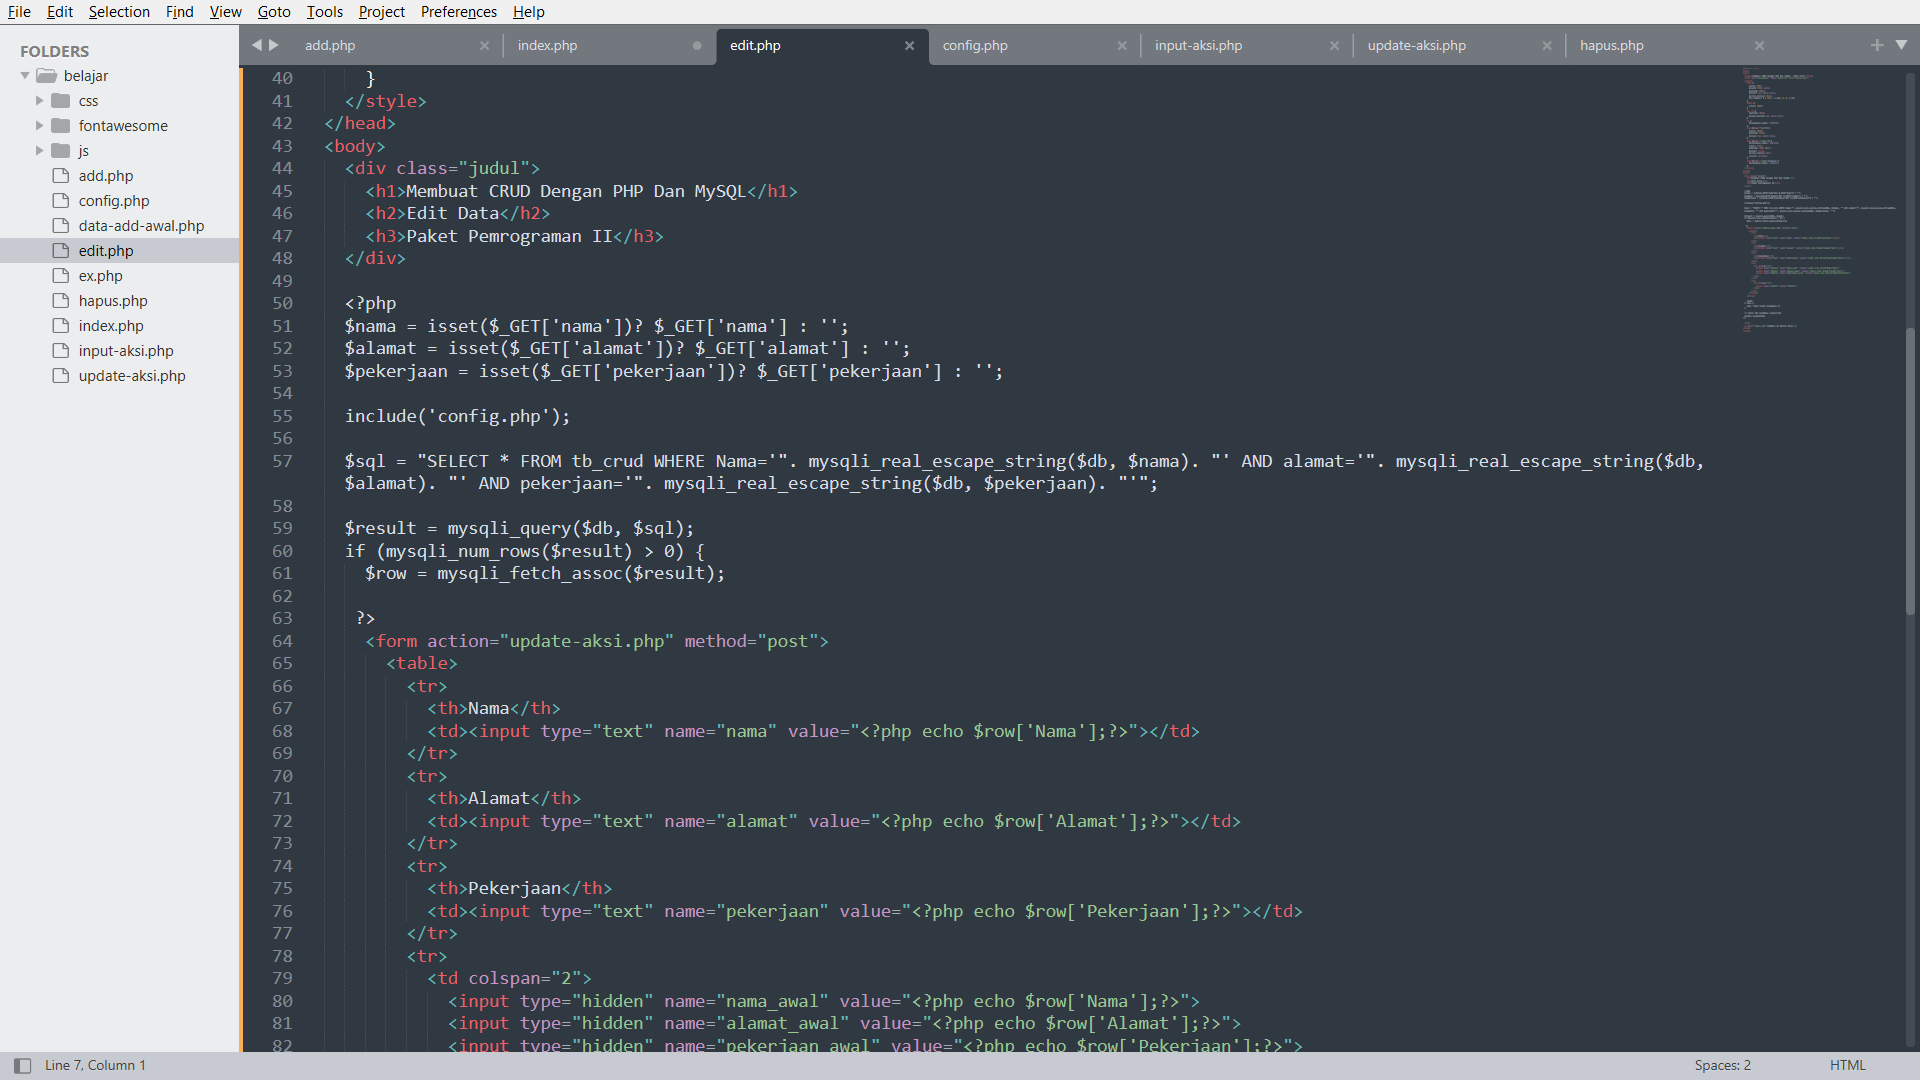 File Edit Selection Find View Goto Tools Project Preferences Help
FOLDERS
belajar
css
fontawesome
js
add.php
config.php
data-add-awal.php
edit.php
ex.php
hapus.php
index.php
input-aksi.php
update-aksi.php
add.php index.php edit.php config.php input-aksi.php update-aksi.php hapus.php
40 }
41 </style>
42 </head>
43 <body>
44 <div class="judul">
45 <h1>Membuat CRUD Dengan PHP Dan MySQL</h1>
46 <h2>Edit Data</h2>
47 <h3>Paket Pemrograman II</h3>
48 </div>
49
50 <?php
51 $nama = isset($_GET['nama'])? $_GET['nama'] : '';
52 $alamat = isset($_GET['alamat'])? $_GET['alamat'] : '';
53 $pekerjaan = isset($_GET['pekerjaan'])? $_GET['pekerjaan'] : '';
54
55 include('config.php');
56
57 $sql = "SELECT * FROM tb_crud WHERE Nama='". mysqli_real_escape_string($db, $nama). "' AND alamat='". mysqli_real_escape_string($db,
$alamat). "' AND pekerjaan='". mysqli_real_escape_string($db, $pekerjaan). "'";
58
59 $result = mysqli_query($db, $sql);
60 if (mysqli_num_rows($result) > 0) {
61 $row = mysqli_fetch_assoc($result);
62
63 ?>
64 <form action="update-aksi.php" method="post">
65 <table>
66 <tr>
67 <th>Nama</th>
68 <td><input type="text" name="nama" value="<?php echo $row['Nama'];?>"></td>
69 </tr>
70 <tr>
71 <th>Alamat</th>
72 <td><input type="text" name="alamat" value="<?php echo $row['Alamat'];?>"></td>
73 </tr>
74 <tr>
75 <th>Pekerjaan</th>
76 <td><input type="text" name="pekerjaan" value="<?php echo $row['Pekerjaan'];?>"></td>
77 </tr>
78 <tr>
79 <td colspan="2">
80 <input type="hidden" name="nama_awal" value="<?php echo $row['Nama'];?>">
81 <input type="hidden" name="alamat_awal" value="<?php echo $row['Alamat'];?>">
82 <input type="hidden" name="pekerjaan_awal" value="<?php echo $row['Pekerjaan'];?>">
Line 7, Column 1 Spaces: 2 HTML